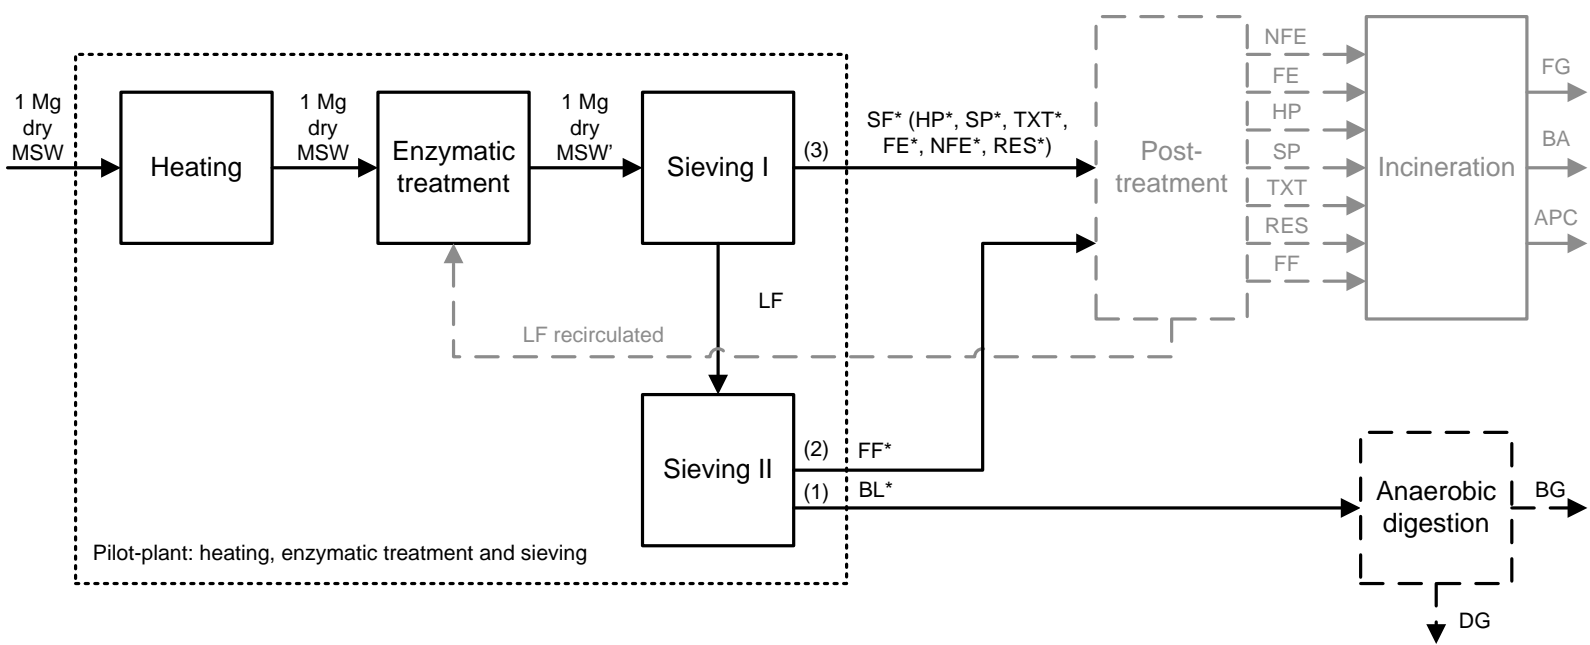 1 Mg
dry
MSW
Heating
1 Mg
dry
MSW
Enzymatic
treatment
1 Mg
dry
MSW'
Sieving I
(3)
SF* (HP*, SP*, TXT*,
FE*, NFE*, RES*)
Post-
treatment
NFE
FE
HP
SP
TXT
RES
FF
Incineration
FG
BA
APC
LF
LF recirculated
Sieving II
(2)
FF*
(1)
BL*
Anaerobic
digestion
BG
DG
Pilot-plant: heating, enzymatic treatment and sieving